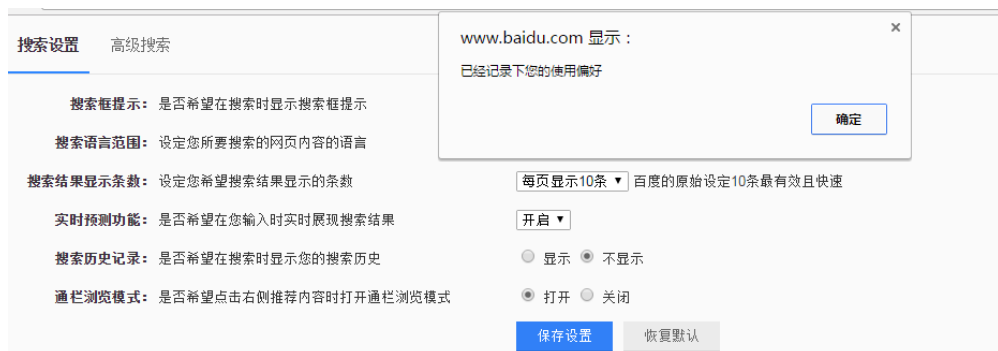 搜索设置 高级搜索
www.baidu.com 显示：
×
已经记录下您的使用偏好
确定
搜索框提示： 是否希望在搜索时显示搜索框提示
搜索语言范围： 设定您所要搜索的网页内容的语言
搜索结果显示条数： 设定您希望搜索结果显示的条数 每页显示10条 百度的原始设定10条最有效且快速
实时预测功能： 是否希望在您输入时实时展现搜索结果 开启
搜索历史记录： 是否希望在搜索时显示您的搜索历史 显示 不显示
通栏浏览模式： 是否希望点击右侧推荐内容时打开通栏浏览模式 打开 关闭
保存设置 恢复默认